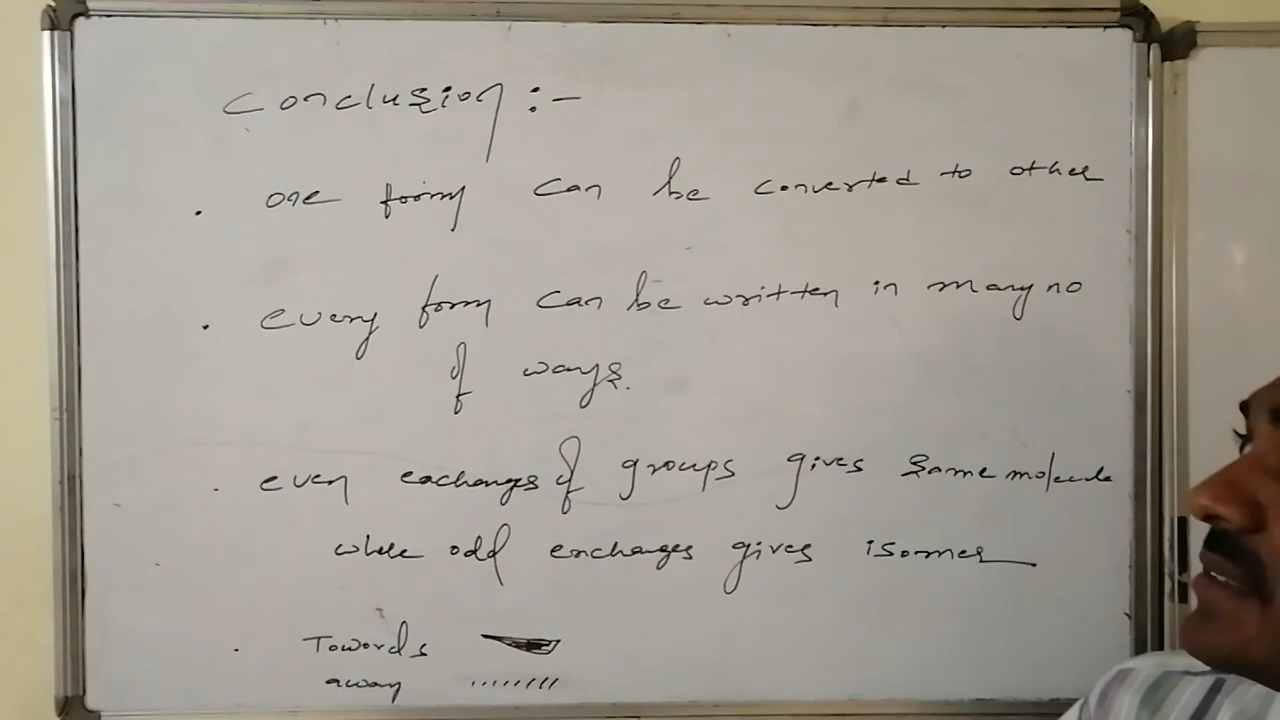 Conclusion :-
. one form can be converted to other
. every form can be written in many no
of ways.
. even exchanges of groups gives same molecule
while odd exchanges gives isomer
. Towards
away